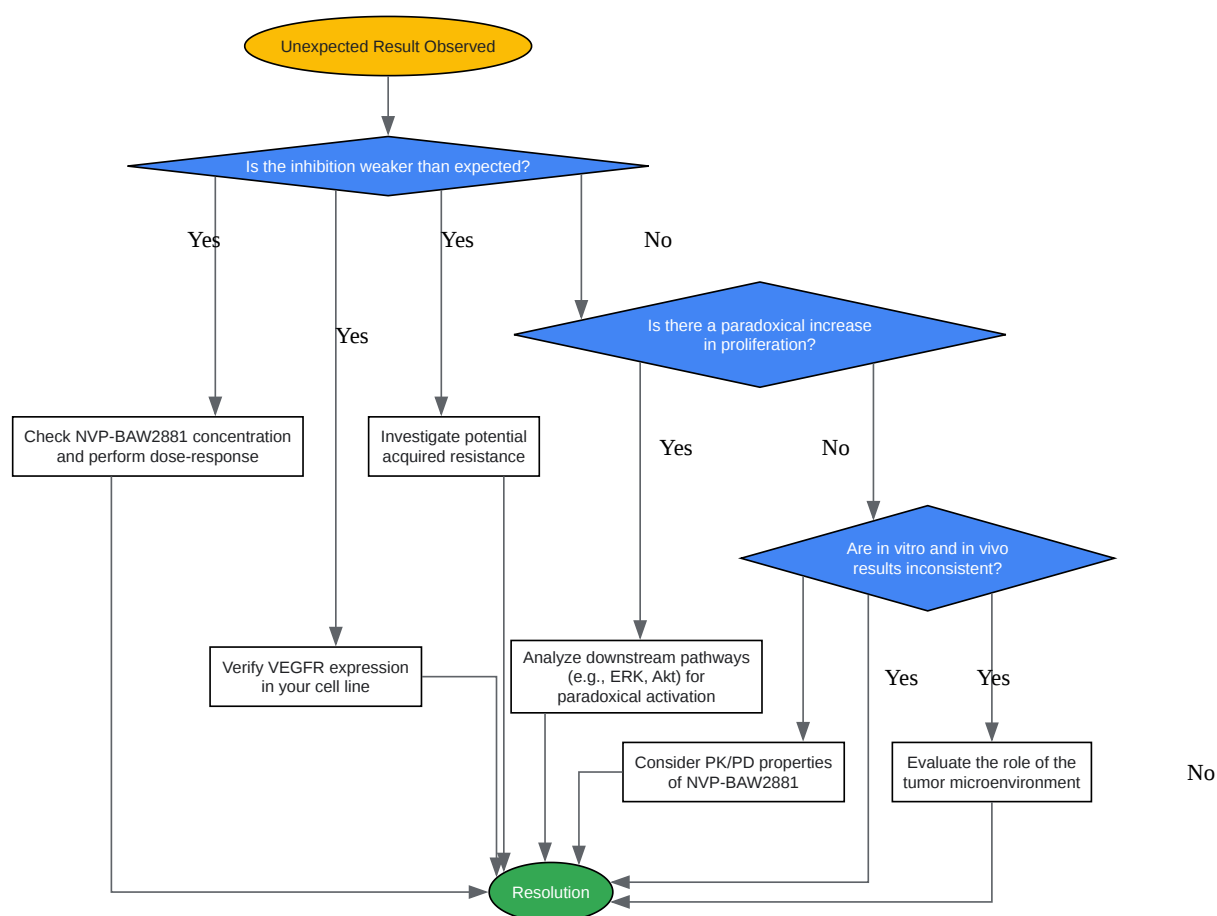 Unexpected Result Observed
Is the inhibition weaker than expected?
Yes
Yes
No
Is there a paradoxical increase
in proliferation?
Yes
Check NVP-BAW2881 concentration
and perform dose-response
Investigate potential
acquired resistance
Yes
No
Are in vitro and in vivo
results inconsistent?
Verify VEGFR expression
in your cell line
Analyze downstream pathways
(e.g., ERK, Akt) for
paradoxical activation
Yes
Yes
Consider PK/PD properties
of NVP-BAW2881
Evaluate the role of the
tumor microenvironment
No
Resolution